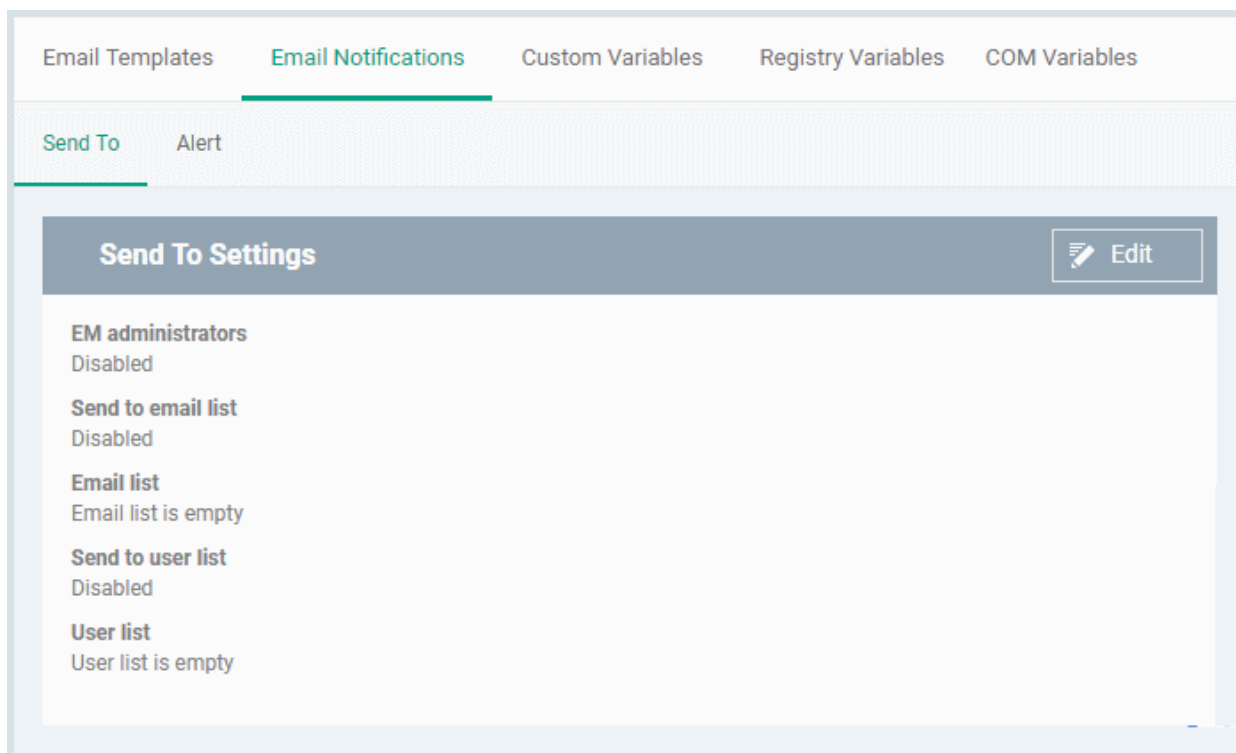 Email Templates Email Notifications Custom Variables Registry Variables COM Variables
Send To Alert
Send To Settings Edit
EM administrators
Disabled
Send to email list
Disabled
Email list
Email list is empty
Send to user list
Disabled
User list
User list is empty